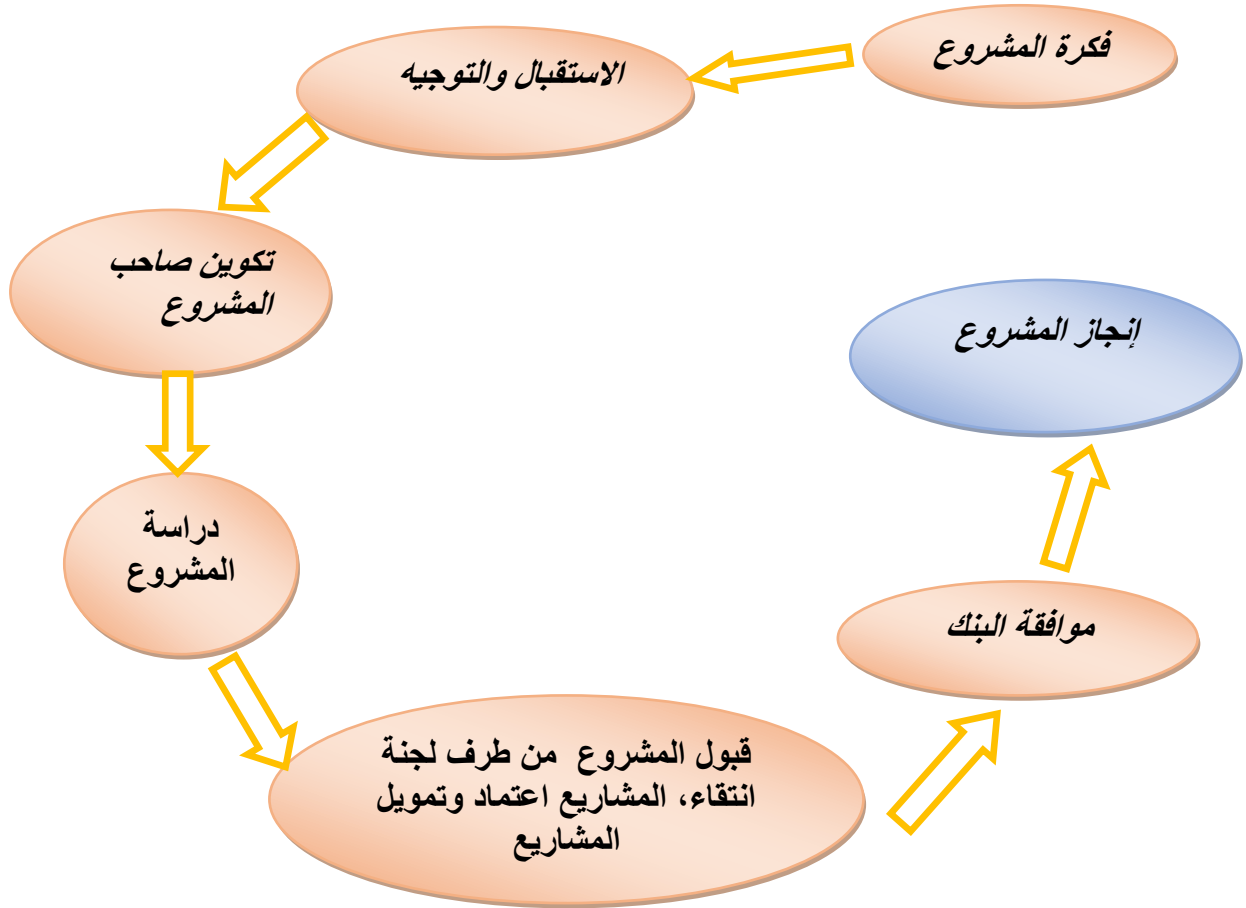 فكرة المشروع
الاستقبال والتوجيه
تكوين صاحب
المشروع
دراسة
المشروع
قبول المشروع من طرف لجنة
انتقاء، المشاريع اعتماد وتمويل
المشاريع
موافقة البنك
إنجاز المشروع